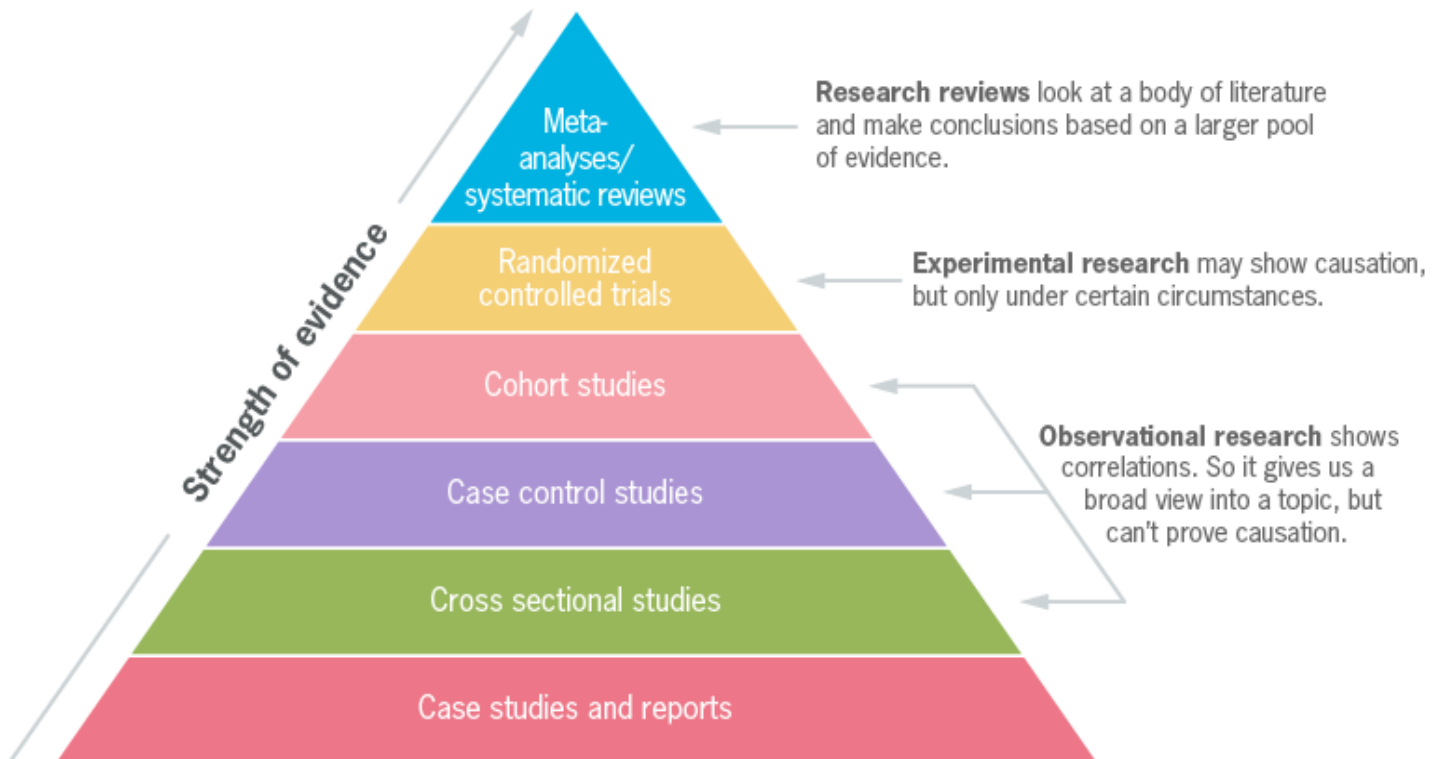 Strength of evidence
Meta-
analyses/
systematic reviews
Research reviews look at a body of literature
and make conclusions based on a larger pool
of evidence.
Randomized
controlled trials
Experimental research may show causation,
but only under certain circumstances.
Cohort studies
Case control studies
Cross sectional studies
Observational research shows
correlations. So it gives us a
broad view into a topic, but
can't prove causation.
Case studies and reports